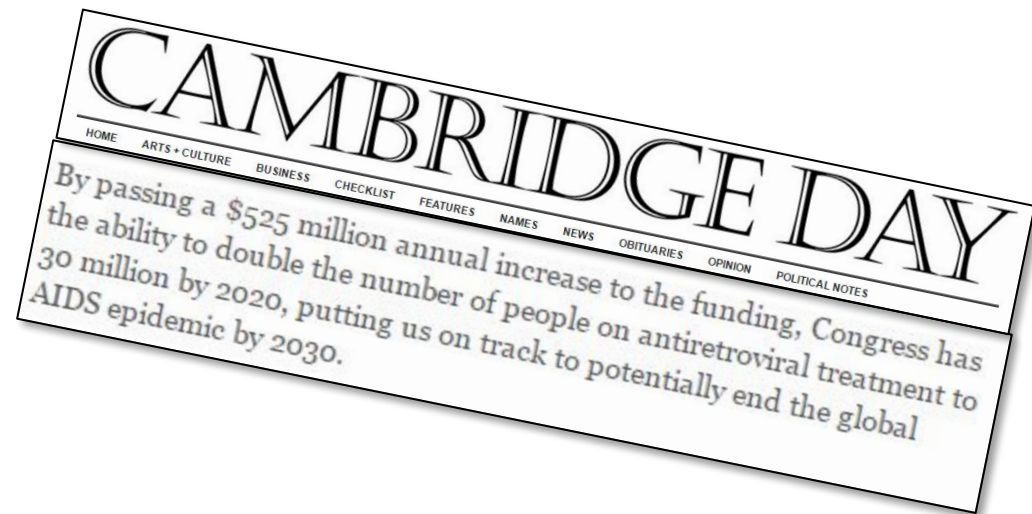 CAMBRIDGE DAY
HOME ARTS + CULTURE BUSINESS CHECKLIST FEATURES NAMES NEWS OBITUARIES OPINION POLITICAL NOTES
By passing a $525 million annual increase to the funding, Congress has
the ability to double the number of people on antiretroviral treatment to
30 million by 2020, putting us on track to potentially end the global
AIDS epidemic by 2030.